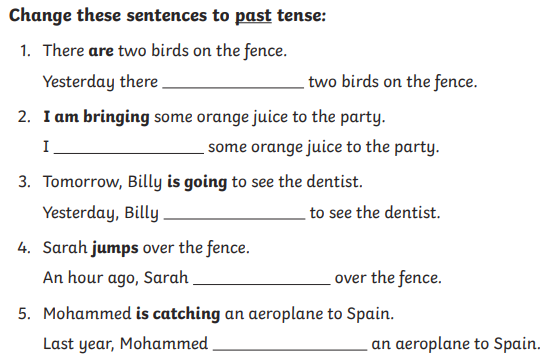 Change these sentences to past tense:
1. There are two birds on the fence.
Yesterday there ________________ two birds on the fence.
2. I am bringing some orange juice to the party.
I _________________ some orange juice to the party.
3. Tomorrow, Billy is going to see the dentist.
Yesterday, Billy ________________ to see the dentist.
4. Sarah jumps over the fence.
An hour ago, Sarah ________________ over the fence.
5. Mohammed is catching an aeroplane to Spain.
Last year, Mohammed _________________ an aeroplane to Spain.